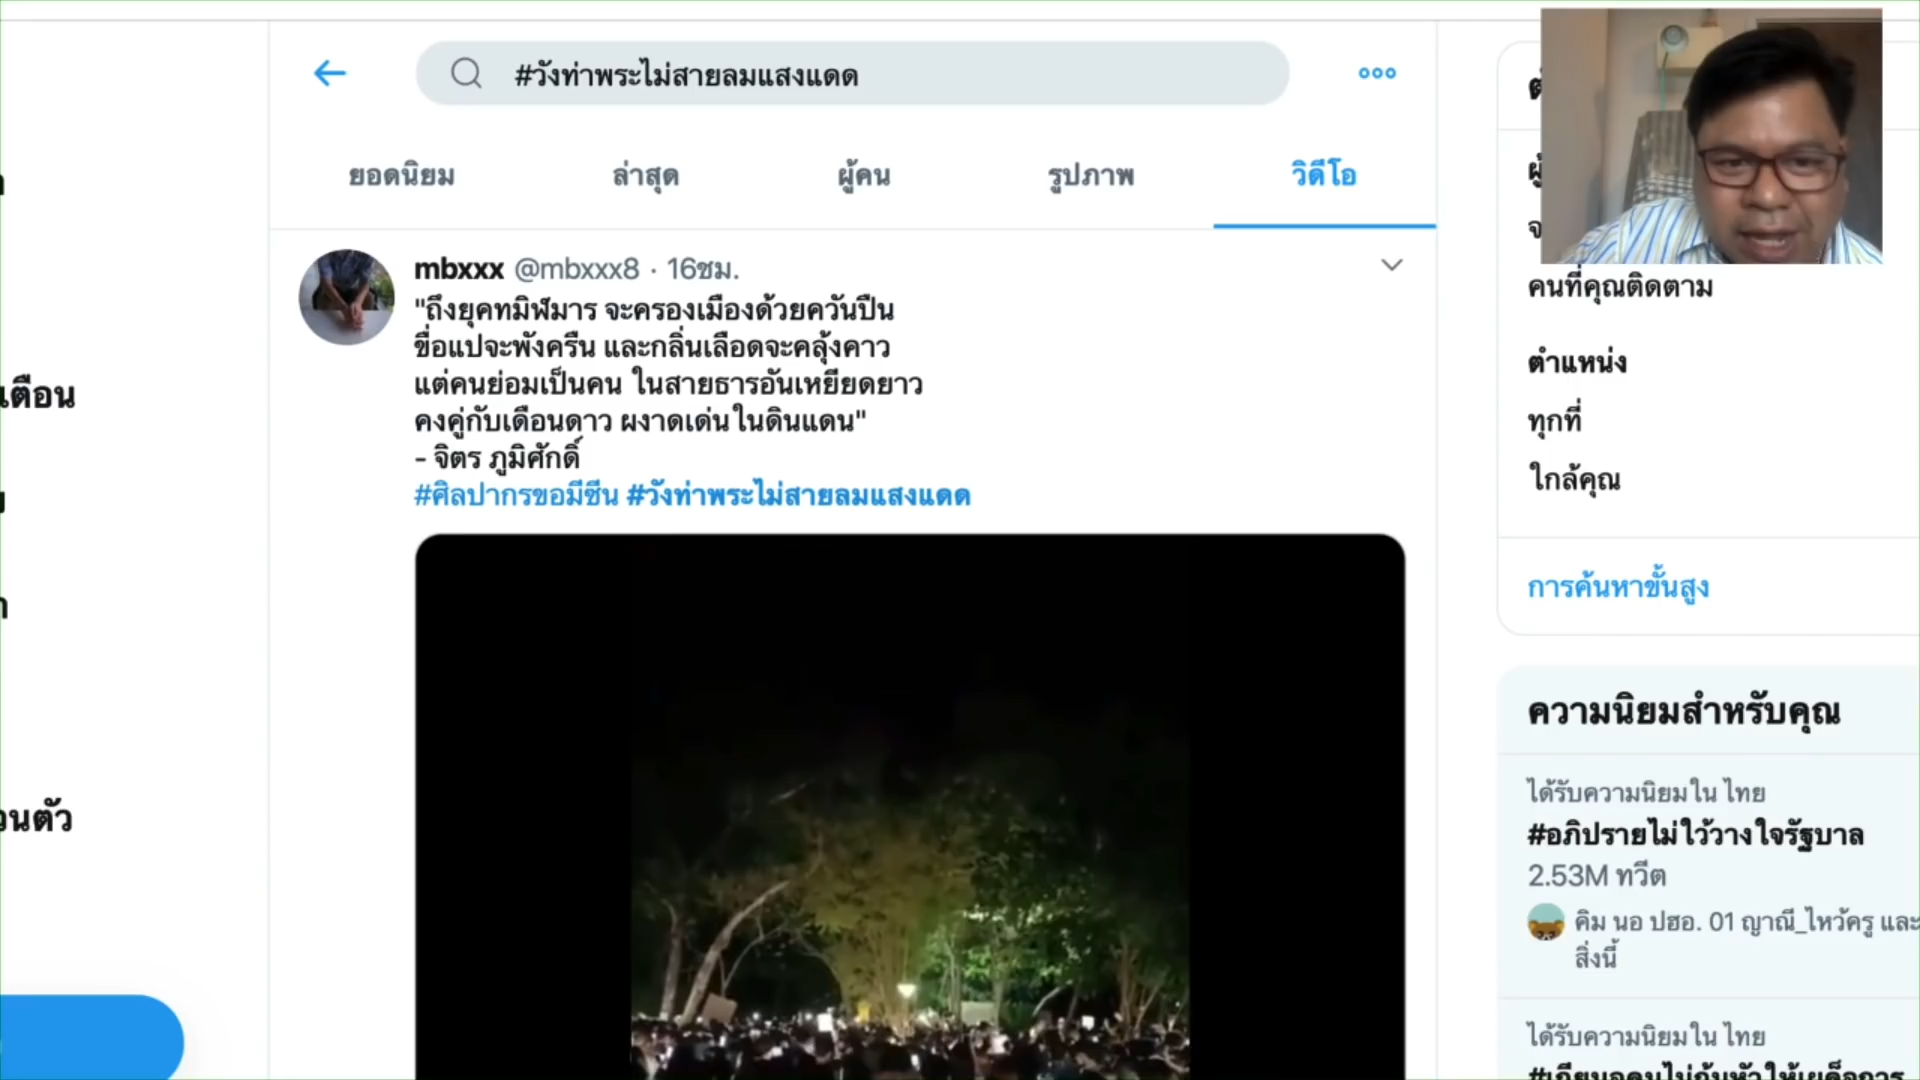 #วังท่าพระไม่สายลมแสงแดด
ยอดนิยม ล่าสุด ผู้คน รูปภาพ วิดีโอ
mbxxx @mbxxx8 · 16ชม.
"ถึงยุคทมิฬมาร จะครองเมืองด้วยควันปืน
ขื่อแปจะพังครืน และกลิ่นเลือดจะคลุ้งคาว
แต่คนย่อมเป็นคน ในสายธารอันเหยียดยาว
คงคู่กับเดือนดาว ผงาดเด่นในดินแดน"
- จิตร ภูมิศักดิ์
#ศิลปากรขอมีซีน #วังท่าพระไม่สายลมแสงแดด
เตือน
วนตัว
คนที่คุณติดตาม
ตำแหน่ง
ทุกที่
ใกล้คุณ
การค้นหาขั้นสูง
ความนิยมสำหรับคุณ
ได้รับความนิยมใน ไทย
#อภิปรายไม่ไว้วางใจรัฐบาล
2.53M ทวีต
คิม นอ ปฮอ. 01 ญาณี_ไหว้ครู และ
สิ่งนี้
ได้รับความนิยมใน ไทย